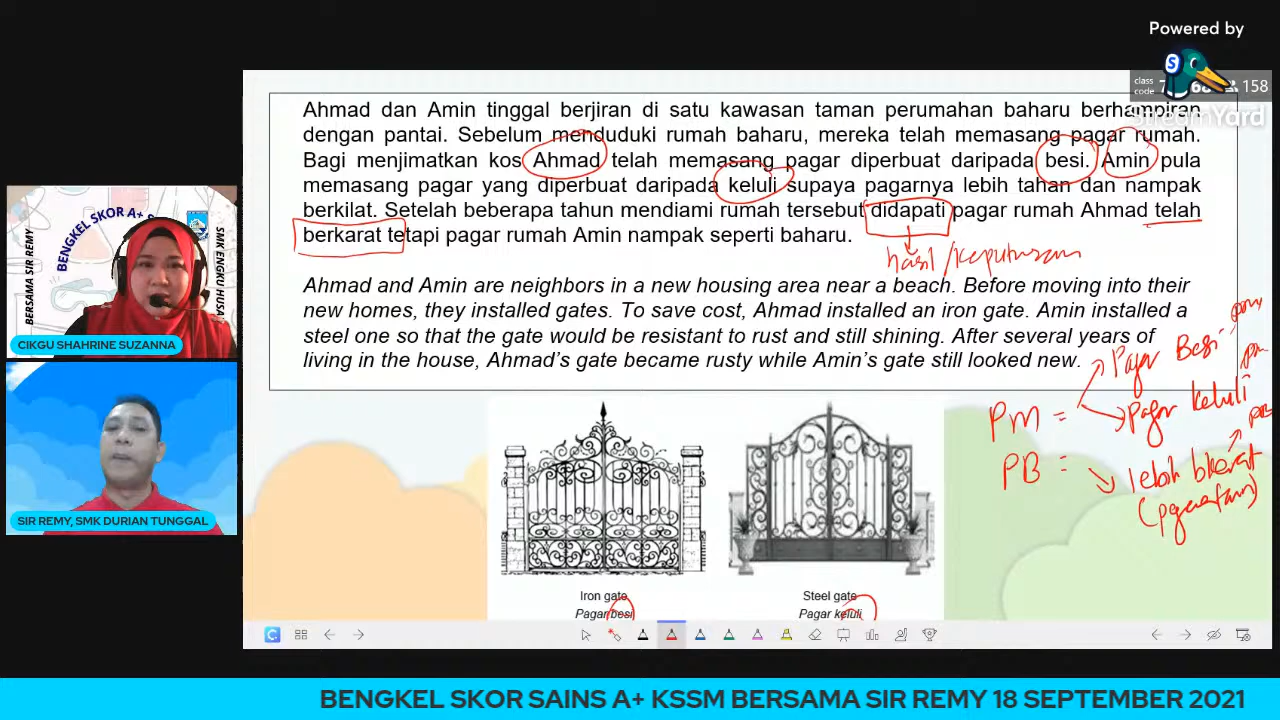 Powered by
class code
158
StreamYard
Ahmad dan Amin tinggal berjiran di satu kawasan taman perumahan baharu berhampiran
dengan pantai. Sebelum menduduki rumah baharu, mereka telah memasang pagar rumah.
Bagi menjimatkan kos Ahmad telah memasang pagar diperbuat daripada besi. Amin pula
memasang pagar yang diperbuat daripada keluli supaya pagarnya lebih tahan dan nampak
berkilat. Setelah beberapa tahun mendiami rumah tersebut didapati pagar rumah Ahmad telah
berkarat tetapi pagar rumah Amin nampak seperti baharu.
hasil/keputusan
Ahmad and Amin are neighbors in a new housing area near a beach. Before moving into their
new homes, they installed gates. To save cost, Ahmad installed an iron gate. Amin installed a
steel one so that the gate would be resistant to rust and still shining. After several years of
living in the house, Ahmad's gate became rusty while Amin's gate still looked new.
PM = Pagar Besi
Pagar keluli
PB = lebih
Iron gate
Pagar besi
Steel gate
Pagar keluli
BENGKEL SKOR A+ S
BERSAMA SIR REMY
SMK ENGKU HUSA
CIKGU SHAHRINE SUZANNA
SIR REMY, SMK DURIAN TUNGGAL
BENGKEL SKOR SAINS A+ KSSM BERSAMA SIR REMY 18 SEPTEMBER 2021